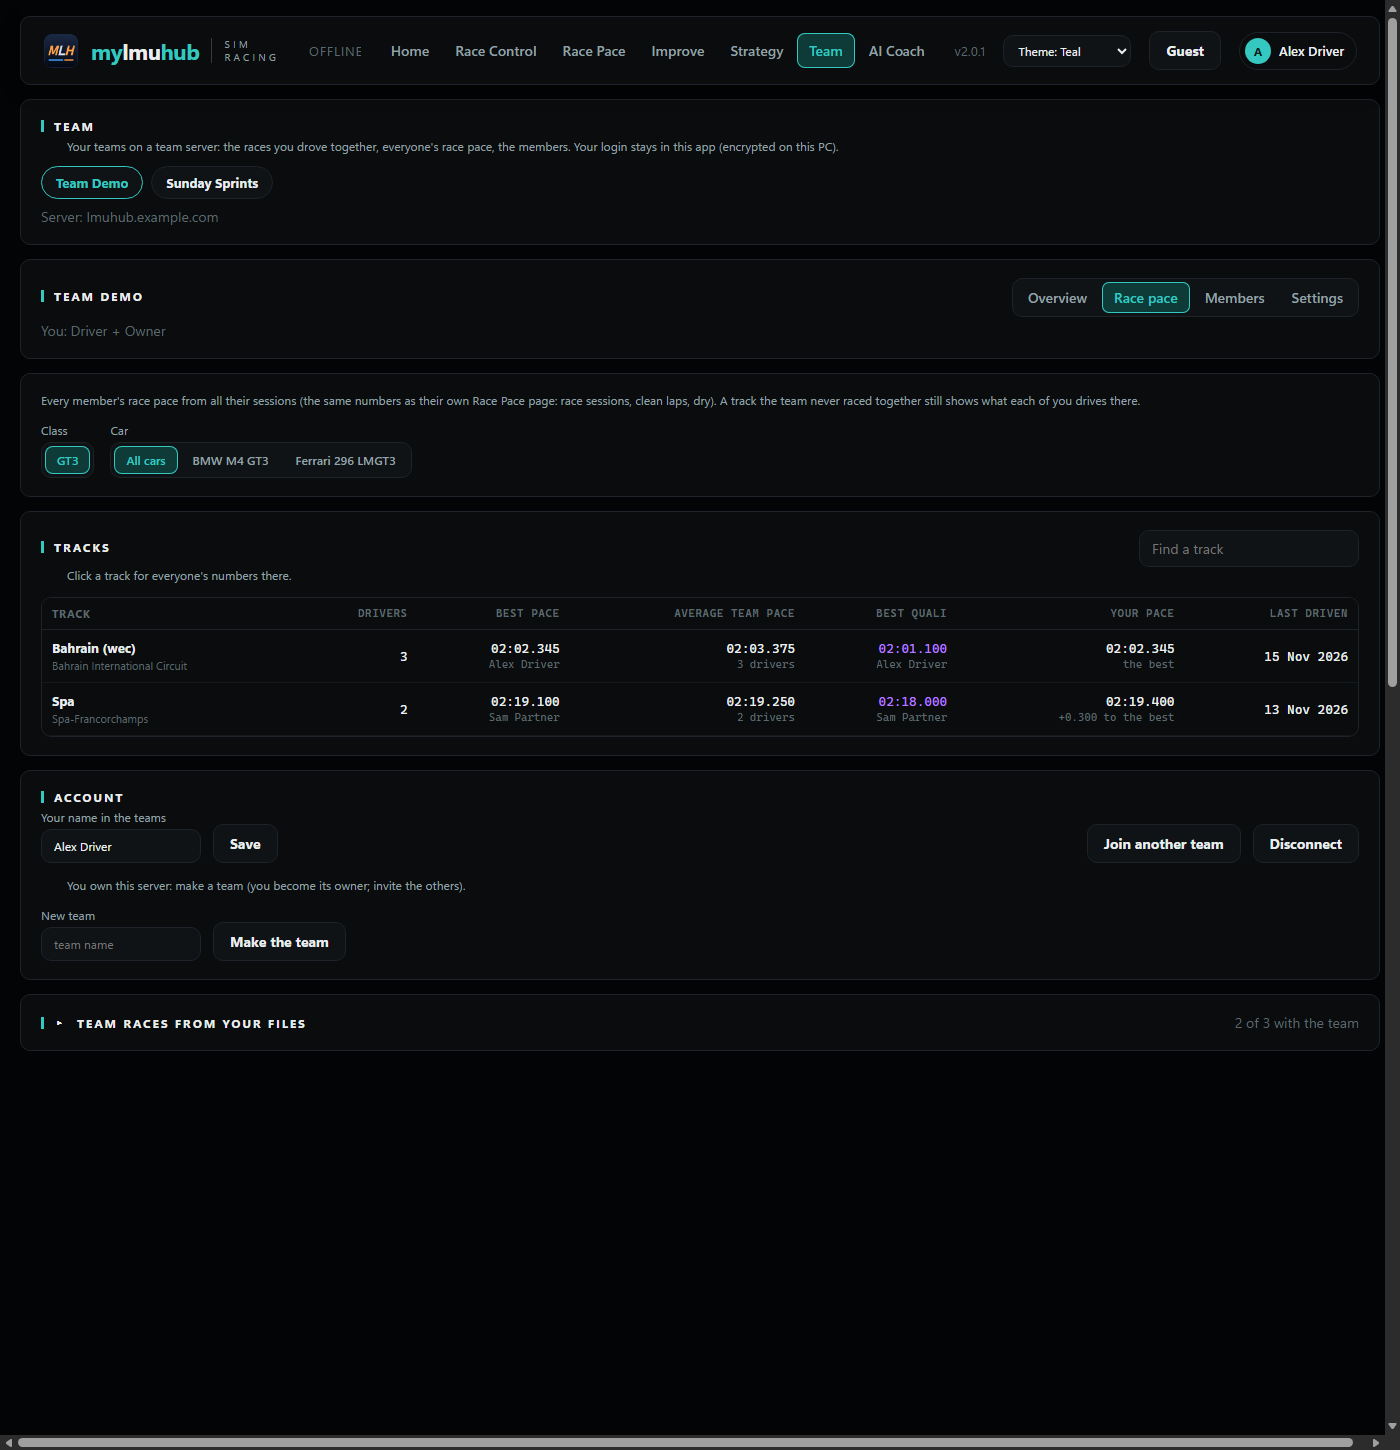 MLH mylmuhub SIM RACING OFFLINE Home Race Control Race Pace Improve Strategy Team AI Coach v2.0.1 Theme: Teal Guest A Alex Driver
TEAM
Your teams on a team server: the races you drove together, everyone's race pace, the members. Your login stays in this app (encrypted on this PC).
Team Demo Sunday Sprints
Server: lmuhub.example.com
TEAM DEMO Overview Race pace Members Settings
You: Driver + Owner
Every member's race pace from all their sessions (the same numbers as their own Race Pace page: race sessions, clean laps, dry). A track the team never raced together still shows what each of you drives there.
Class Car
GT3 All cars BMW M4 GT3 Ferrari 296 LMGT3
TRACKS Find a track
Click a track for everyone's numbers there.
TRACK DRIVERS BEST PACE AVERAGE TEAM PACE BEST QUALI YOUR PACE LAST DRIVEN
Bahrain (wec) 3 02:02.345 02:03.375 02:01.100 02:02.345 15 Nov 2026
Bahrain International Circuit Alex Driver 3 drivers Alex Driver the best
Spa 2 02:19.100 02:19.250 02:18.000 02:19.400 13 Nov 2026
Spa-Francorchamps Sam Partner 2 drivers Sam Partner +0.300 to the best
ACCOUNT
Your name in the teams
Alex Driver Save Join another team Disconnect
You own this server: make a team (you become its owner; invite the others).
New team
team name Make the team
TEAM RACES FROM YOUR FILES 2 of 3 with the team